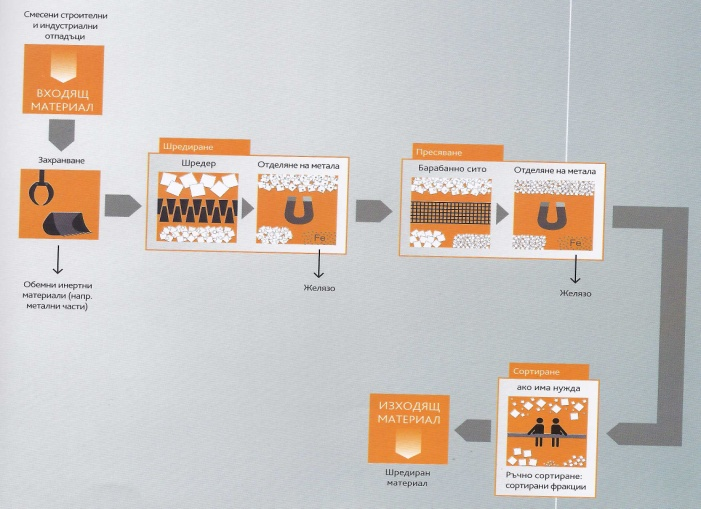 Смесени строителни
и индустриални
отпадъци
ВХОДЯЩ
МАТЕРИАЛ
Захранване
Обемни инертни
материали (напр.
метални части)
Шредиране
Шредер
Отделяне на метала
Fe
Желязо
Пресяване
Барабанно сито
Отделяне на метала
Fe
Желязо
Сортиране
ако има нужда
Ръчно сортиране:
сортирани фракции
ИЗХОДЯЩ
МАТЕРИАЛ
Шредиран
материал